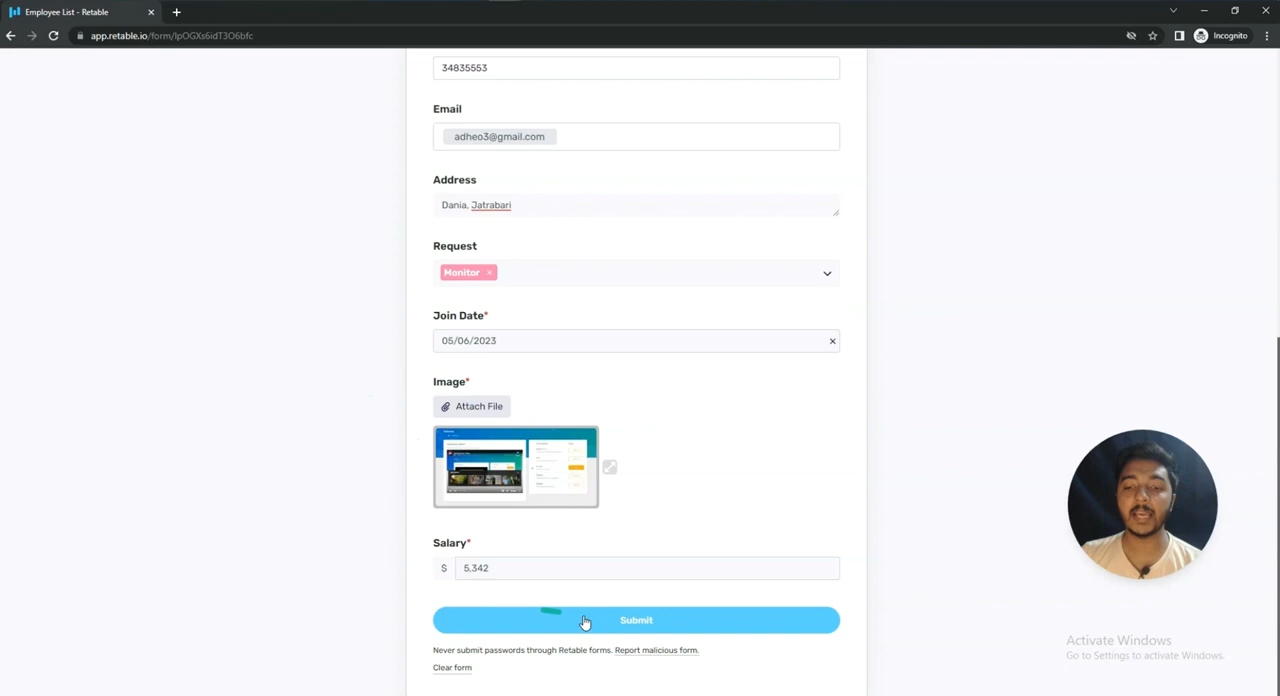 Employee List - Retable
app.retable.io/form/IpOGXs6idT3O6bfc
Incognito
34835553
Email
adheo3@gmail.com
Address
Dania, Jatrabari
Request
Monitor ×
Join Date*
05/06/2023
Image*
Attach File
Salary*
$ 5,342
Submit
Never submit passwords through Retable forms. Report malicious form.
Clear form
Activate Windows
Go to Settings to activate Windows.